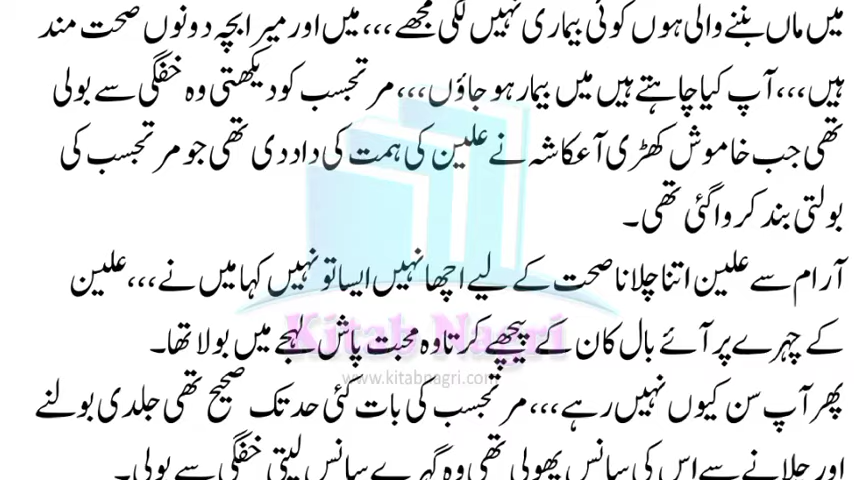 میں ماں بننے والی ہوں کوئی بیماری نہیں لگی مجھے،،،میں اور میرا بچہ دونوں صحت مند
ہیں،،،آپ کیا چاہتے ہیں میں بیمار ہو جاؤں،،،مرتجسب کو دیکھتی وہ خفگی سے بولی
تھی جب خاموش کھڑی آعکاشہ نے علین کی ہمت کی داد دی تھی جو مرتجسب کی
بولتی بند کروا گئی تھی۔
آرام سے علین اتنا چلانا صحت کے لیے اچھا نہیں ایسا تو نہیں کہا میں نے،،،علین
کے چہرے پر آئے بال کان کے پیچھے کرتا وہ محبت پاش لہجے میں بولا تھا۔
Kitab Nagri
www.kitabnagri.com
پھر آپ سن کیوں نہیں رہے،،،مرتجسب کی بات کئی حد تک صحیح تھی جلدی بولنے
اور چلانے سے اس کی سانس پھولی تھی وہ گہرے سانس لیتی خفگی سے بولی۔